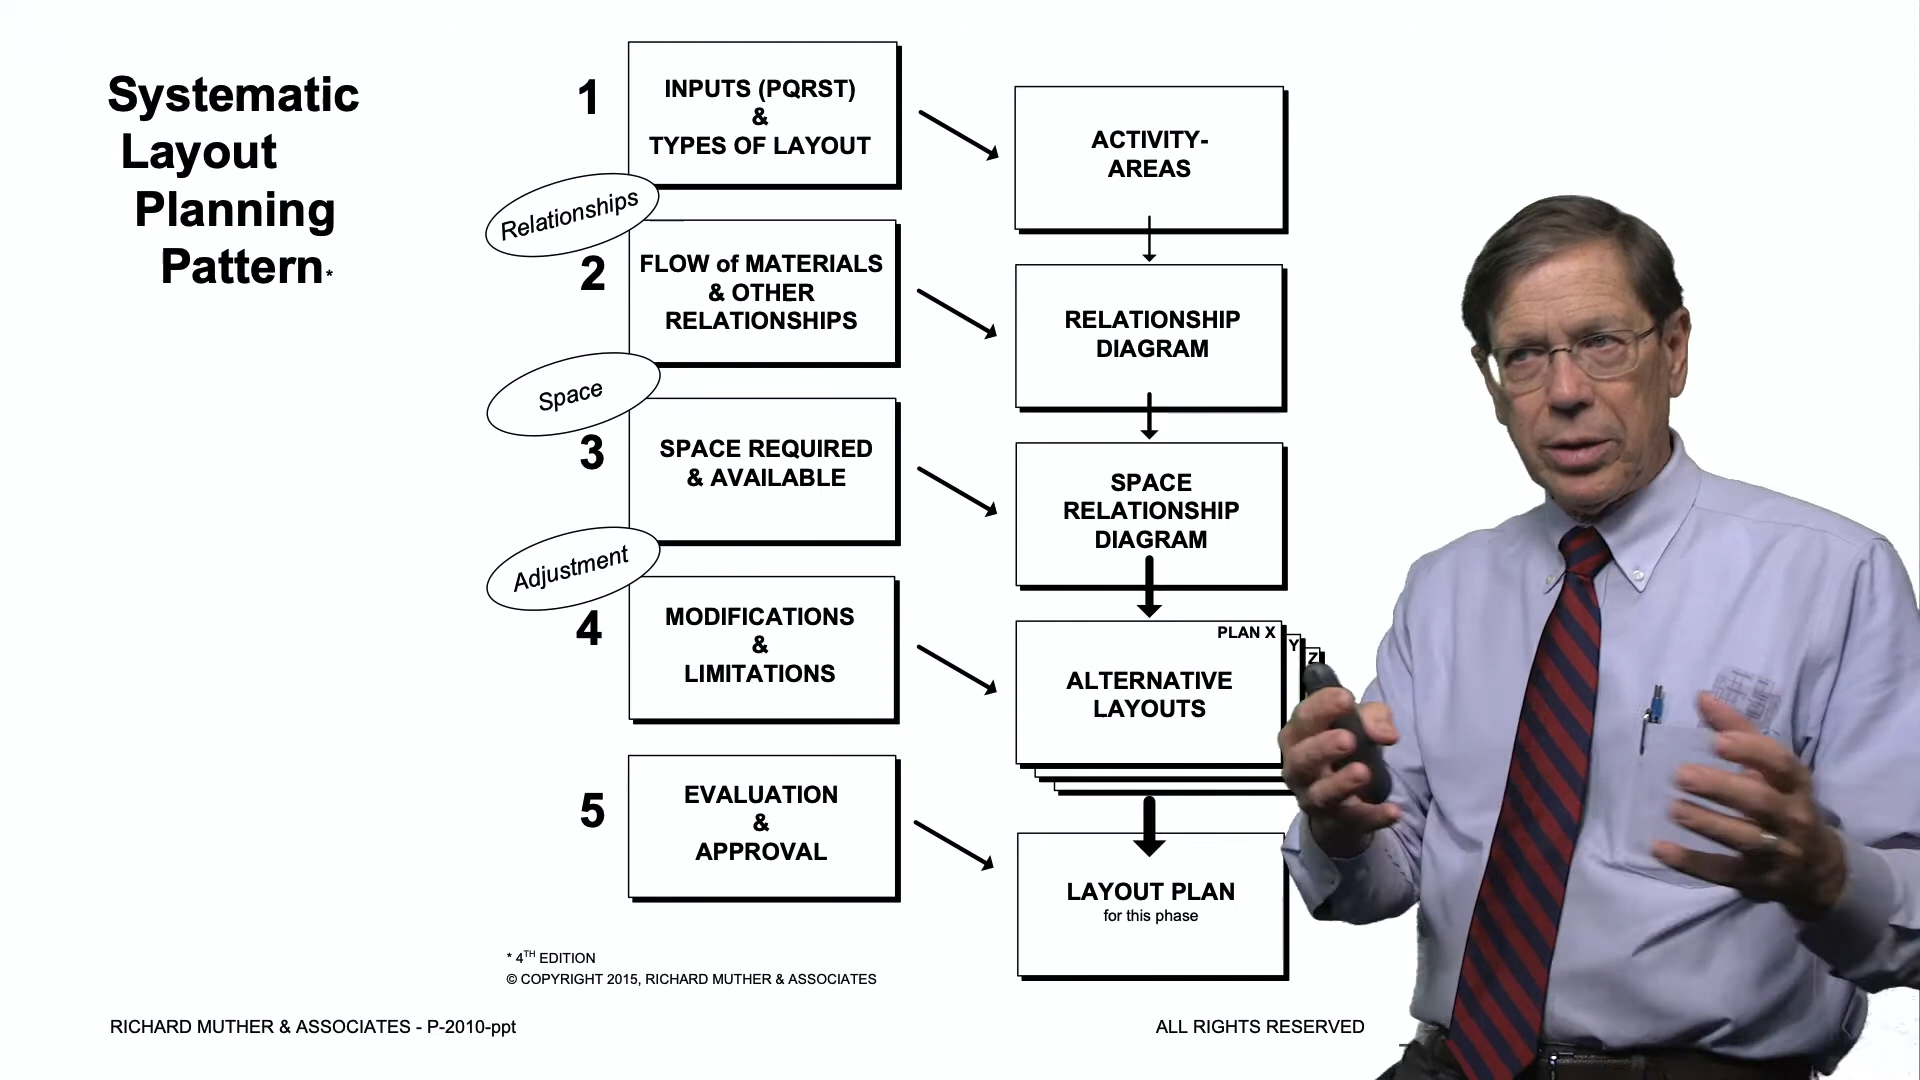 Systematic
Layout
Planning
Pattern*
1
INPUTS (PQRST)
&
TYPES OF LAYOUT
ACTIVITY-
AREAS
Relationships
2
FLOW of MATERIALS
& OTHER
RELATIONSHIPS
RELATIONSHIP
DIAGRAM
Space
3
SPACE REQUIRED
& AVAILABLE
SPACE
RELATIONSHIP
DIAGRAM
Adjustment
4
MODIFICATIONS
&
LIMITATIONS
PLAN X
Y
Z
ALTERNATIVE
LAYOUTS
5
EVALUATION
&
APPROVAL
LAYOUT PLAN
for this phase
* 4TH EDITION
© COPYRIGHT 2015, RICHARD MUTHER & ASSOCIATES
RICHARD MUTHER & ASSOCIATES - P-2010-ppt
ALL RIGHTS RESERVED